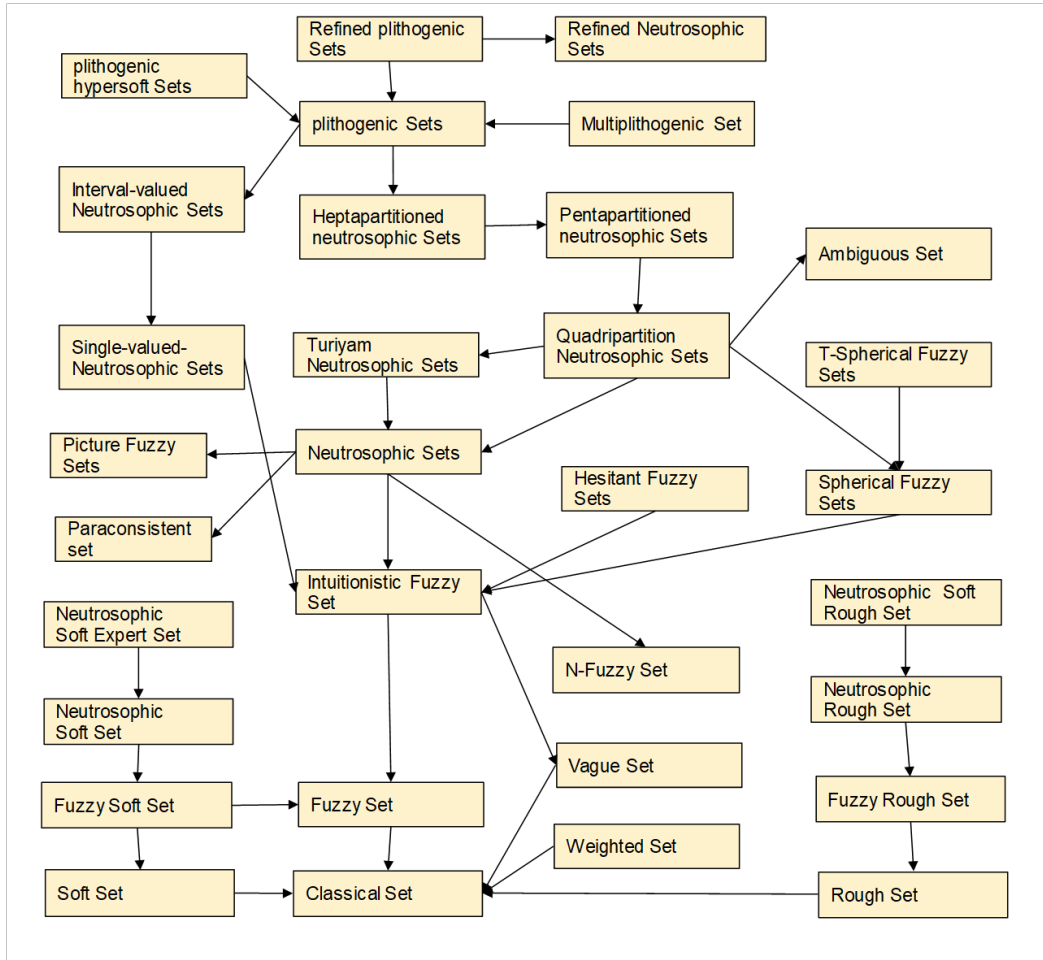 Refined plithogenic
Sets
Refined Neutrosophic
Sets
plithogenic
hypersoft Sets
plithogenic Sets
Multiplithogenic Set
Interval-valued
Neutrosophic Sets
Heptapartitioned
neutrosophic Sets
Pentapartitioned
neutrosophic Sets
Ambiguous Set
Single-valued-
Neutrosophic Sets
Turiyam
Neutrosophic Sets
Quadripartition
Neutrosophic Sets
T-Spherical Fuzzy
Sets
Picture Fuzzy
Sets
Neutrosophic Sets
Hesitant Fuzzy
Sets
Spherical Fuzzy
Sets
Paraconsistent
set
Intuitionistic Fuzzy
Set
Neutrosophic Soft
Rough Set
Neutrosophic
Soft Expert Set
N-Fuzzy Set
Neutrosophic
Rough Set
Neutrosophic
Soft Set
Vague Set
Fuzzy Soft Set
Fuzzy Set
Fuzzy Rough Set
Weighted Set
Soft Set
Classical Set
Rough Set